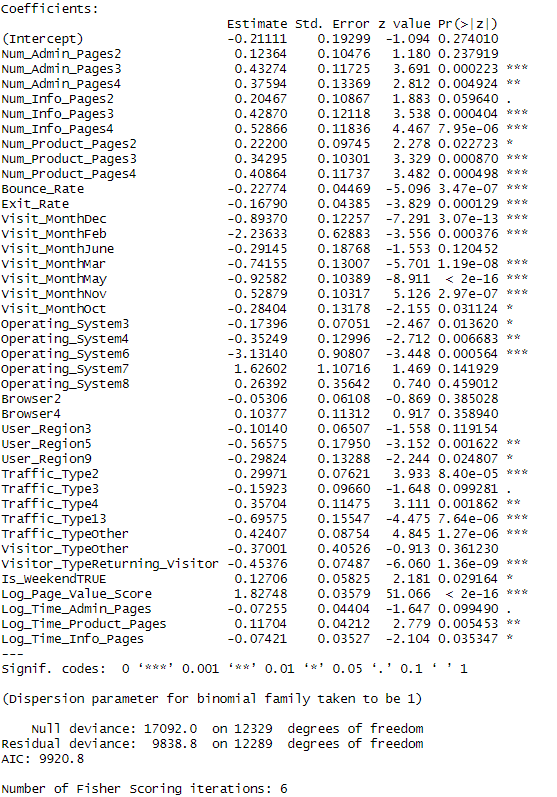 Coefficients:
Estimate Std. Error z value Pr(>|z|)
(Intercept) -0.21111 0.19299 -1.094 0.274010
Num_Admin_Pages2 0.12364 0.10476 1.180 0.237919
Num_Admin_Pages3 0.43274 0.11725 3.691 0.000223 ***
Num_Admin_Pages4 0.37594 0.13369 2.812 0.004924 **
Num_Info_Pages2 0.20467 0.10867 1.883 0.059640 .
Num_Info_Pages3 0.42870 0.12118 3.538 0.000404 ***
Num_Info_Pages4 0.52866 0.11836 4.467 7.95e-06 ***
Num_Product_Pages2 0.22200 0.09745 2.278 0.022723 *
Num_Product_Pages3 0.34295 0.10301 3.329 0.000870 ***
Num_Product_Pages4 0.40864 0.11737 3.482 0.000498 ***
Bounce_Rate -0.22774 0.04469 -5.096 3.47e-07 ***
Exit_Rate -0.16790 0.04385 -3.829 0.000129 ***
Visit_MonthDec -0.89370 0.12257 -7.291 3.07e-13 ***
Visit_MonthFeb -2.23633 0.62883 -3.556 0.000376 ***
Visit_MonthJune -0.29145 0.18768 -1.553 0.120452
Visit_MonthMar -0.74155 0.13007 -5.701 1.19e-08 ***
Visit_MonthMay -0.92582 0.10389 -8.911 < 2e-16 ***
Visit_MonthNov 0.52879 0.10317 5.126 2.97e-07 ***
Visit_MonthOct -0.28404 0.13178 -2.155 0.031124 *
Operating_System3 -0.17396 0.07051 -2.467 0.013620 *
Operating_System4 -0.35249 0.12996 -2.712 0.006683 **
Operating_System6 -3.13140 0.90807 -3.448 0.000564 ***
Operating_System7 1.62602 1.10716 1.469 0.141929
Operating_System8 0.26392 0.35642 0.740 0.459012
Browser2 -0.05306 0.06108 -0.869 0.385028
Browser4 0.10377 0.11312 0.917 0.358940
User_Region3 -0.10140 0.06507 -1.558 0.119154
User_Region5 -0.56575 0.17950 -3.152 0.001622 **
User_Region9 -0.29824 0.13288 -2.244 0.024807 *
Traffic_Type2 0.29971 0.07621 3.933 8.40e-05 ***
Traffic_Type3 -0.15923 0.09660 -1.648 0.099281 .
Traffic_Type4 0.35704 0.11475 3.111 0.001862 **
Traffic_Type13 -0.69575 0.15547 -4.475 7.64e-06 ***
Traffic_TypeOther 0.42407 0.08754 4.845 1.27e-06 ***
Visitor_TypeOther -0.37001 0.40526 -0.913 0.361230
Visitor_TypeReturning_Visitor -0.45376 0.07487 -6.060 1.36e-09 ***
Is_WeekendTRUE 0.12706 0.05825 2.181 0.029164 *
Log_Page_Value_Score 1.82748 0.03579 51.066 < 2e-16 ***
Log_Time_Admin_Pages -0.07255 0.04404 -1.647 0.099490 .
Log_Time_Product_Pages 0.11704 0.04212 2.779 0.005453 **
Log_Time_Info_Pages -0.07421 0.03527 -2.104 0.035347 *
---
Signif. codes: 0 ‘***’ 0.001 ‘**’ 0.01 ‘*’ 0.05 ‘.’ 0.1 ‘ ’ 1
(Dispersion parameter for binomial family taken to be 1)
Null deviance: 17092.0 on 12329 degrees of freedom
Residual deviance: 9838.8 on 12289 degrees of freedom
AIC: 9920.8
Number of Fisher Scoring iterations: 6